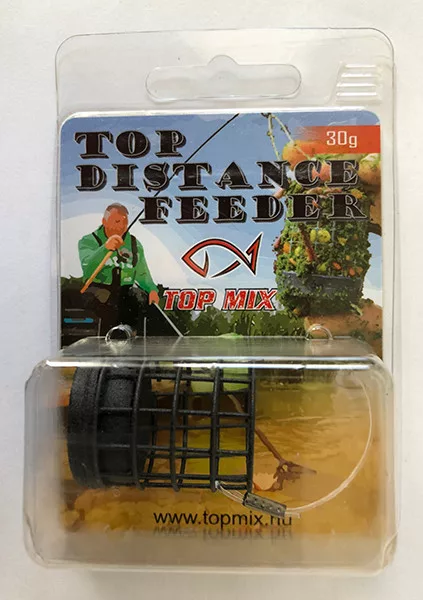 30g
TOP
DISTANCE
FEEDER
TOP MIX
www.topmix.hu